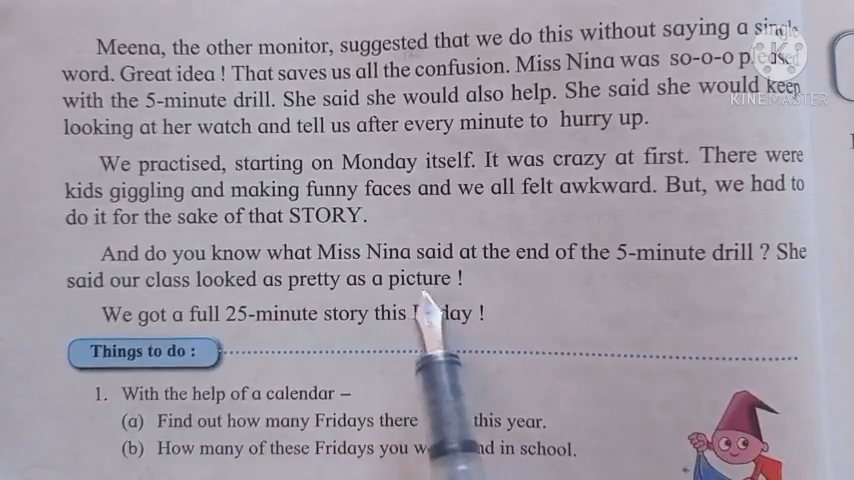 Meena, the other monitor, suggested that we do this without saying a single
word. Great idea ! That saves us all the confusion. Miss Nina was so-o-o pleased
with the 5-minute drill. She said she would also help. She said she would keep
looking at her watch and tell us after every minute to hurry up.
We practised, starting on Monday itself. It was crazy at first. There were
kids giggling and making funny faces and we all felt awkward. But, we had to
do it for the sake of that STORY.
And do you know what Miss Nina said at the end of the 5-minute drill ? She
said our class looked as pretty as a picture !
We got a full 25-minute story this !
Things to do :
1. With the help of a calendar –
(a) Find out how many Fridays there this year.
(b) How many of these Fridays you in school.
KINEMASTER